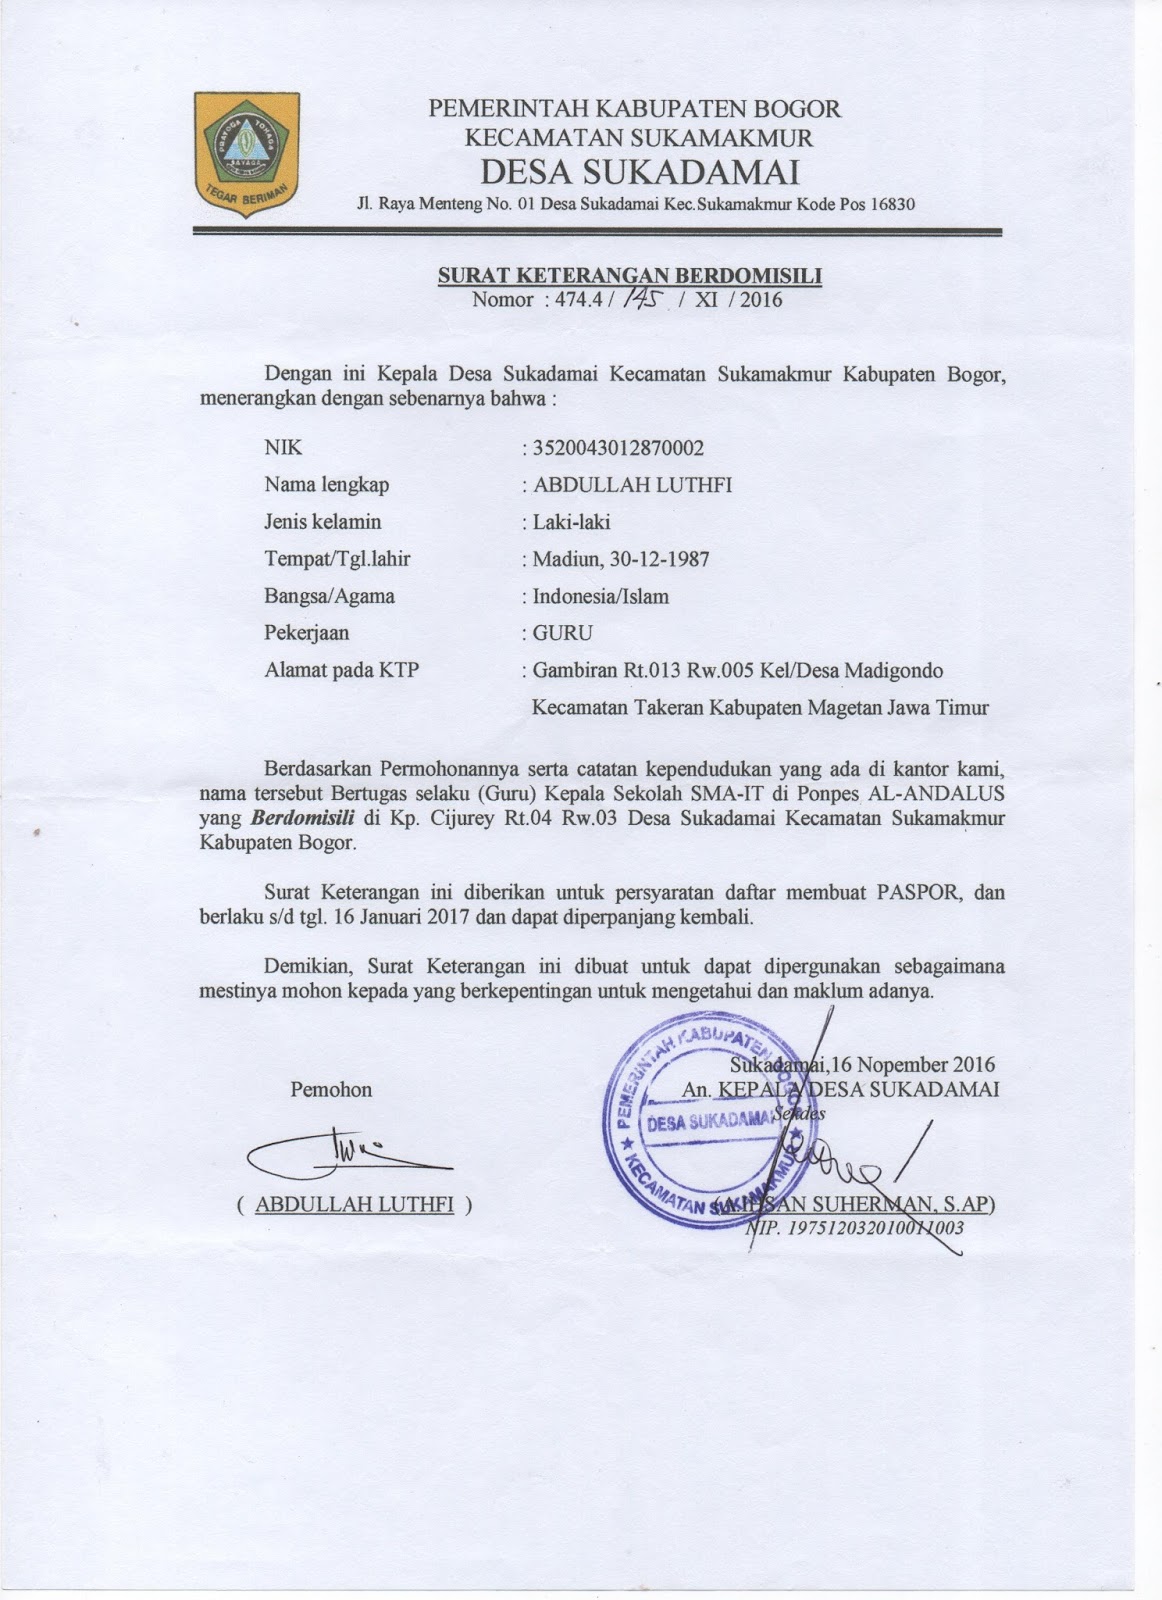 PEMERINTAH KABUPATEN BOGOR
KECAMATAN SUKAMAKMUR
DESA SUKADAMAI
Jl. Raya Menteng No. 01 Desa Sukadamai Kec.Sukamakmur Kode Pos 16830
PRAYOGA TOHAGA
SAYAGA
TEGAR BERIMAN
SURAT KETERANGAN BERDOMISILI
Nomor : 474.4 / 145 / XI / 2016
Dengan ini Kepala Desa Sukadamai Kecamatan Sukamakmur Kabupaten Bogor,
menerangkan dengan sebenarnya bahwa :
NIK : 3520043012870002
Nama lengkap : ABDULLAH LUTHFI
Jenis kelamin : Laki-laki
Tempat/Tgl.lahir : Madiun, 30-12-1987
Bangsa/Agama : Indonesia/Islam
Pekerjaan : GURU
Alamat pada KTP : Gambiran Rt.013 Rw.005 Kel/Desa Madigondo
Kecamatan Takeran Kabupaten Magetan Jawa Timur
Berdasarkan Permohonannya serta catatan kependudukan yang ada di kantor kami,
nama tersebut Bertugas selaku (Guru) Kepala Sekolah SMA-IT di Ponpes AL-ANDALUS
yang Berdomisili di Kp. Cijurey Rt.04 Rw.03 Desa Sukadamai Kecamatan Sukamakmur
Kabupaten Bogor.
Surat Keterangan ini diberikan untuk persyaratan daftar membuat PASPOR, dan
berlaku s/d tgl. 16 Januari 2017 dan dapat diperpanjang kembali.
Demikian, Surat Keterangan ini dibuat untuk dapat dipergunakan sebagaimana
mestinya mohon kepada yang berkepentingan untuk mengetahui dan maklum adanya.
Sukadamai,16 Nopember 2016
Pemohon
An. KEPALA DESA SUKADAMAI
Sekdes
PEMERINTAH KABUPATEN BOGOR
DESA SUKADAMAI
KECAMATAN SUKAMAKMUR
( ABDULLAH LUTHFI )
SUHERMAN, S.AP)
NIP. 197512032010011003